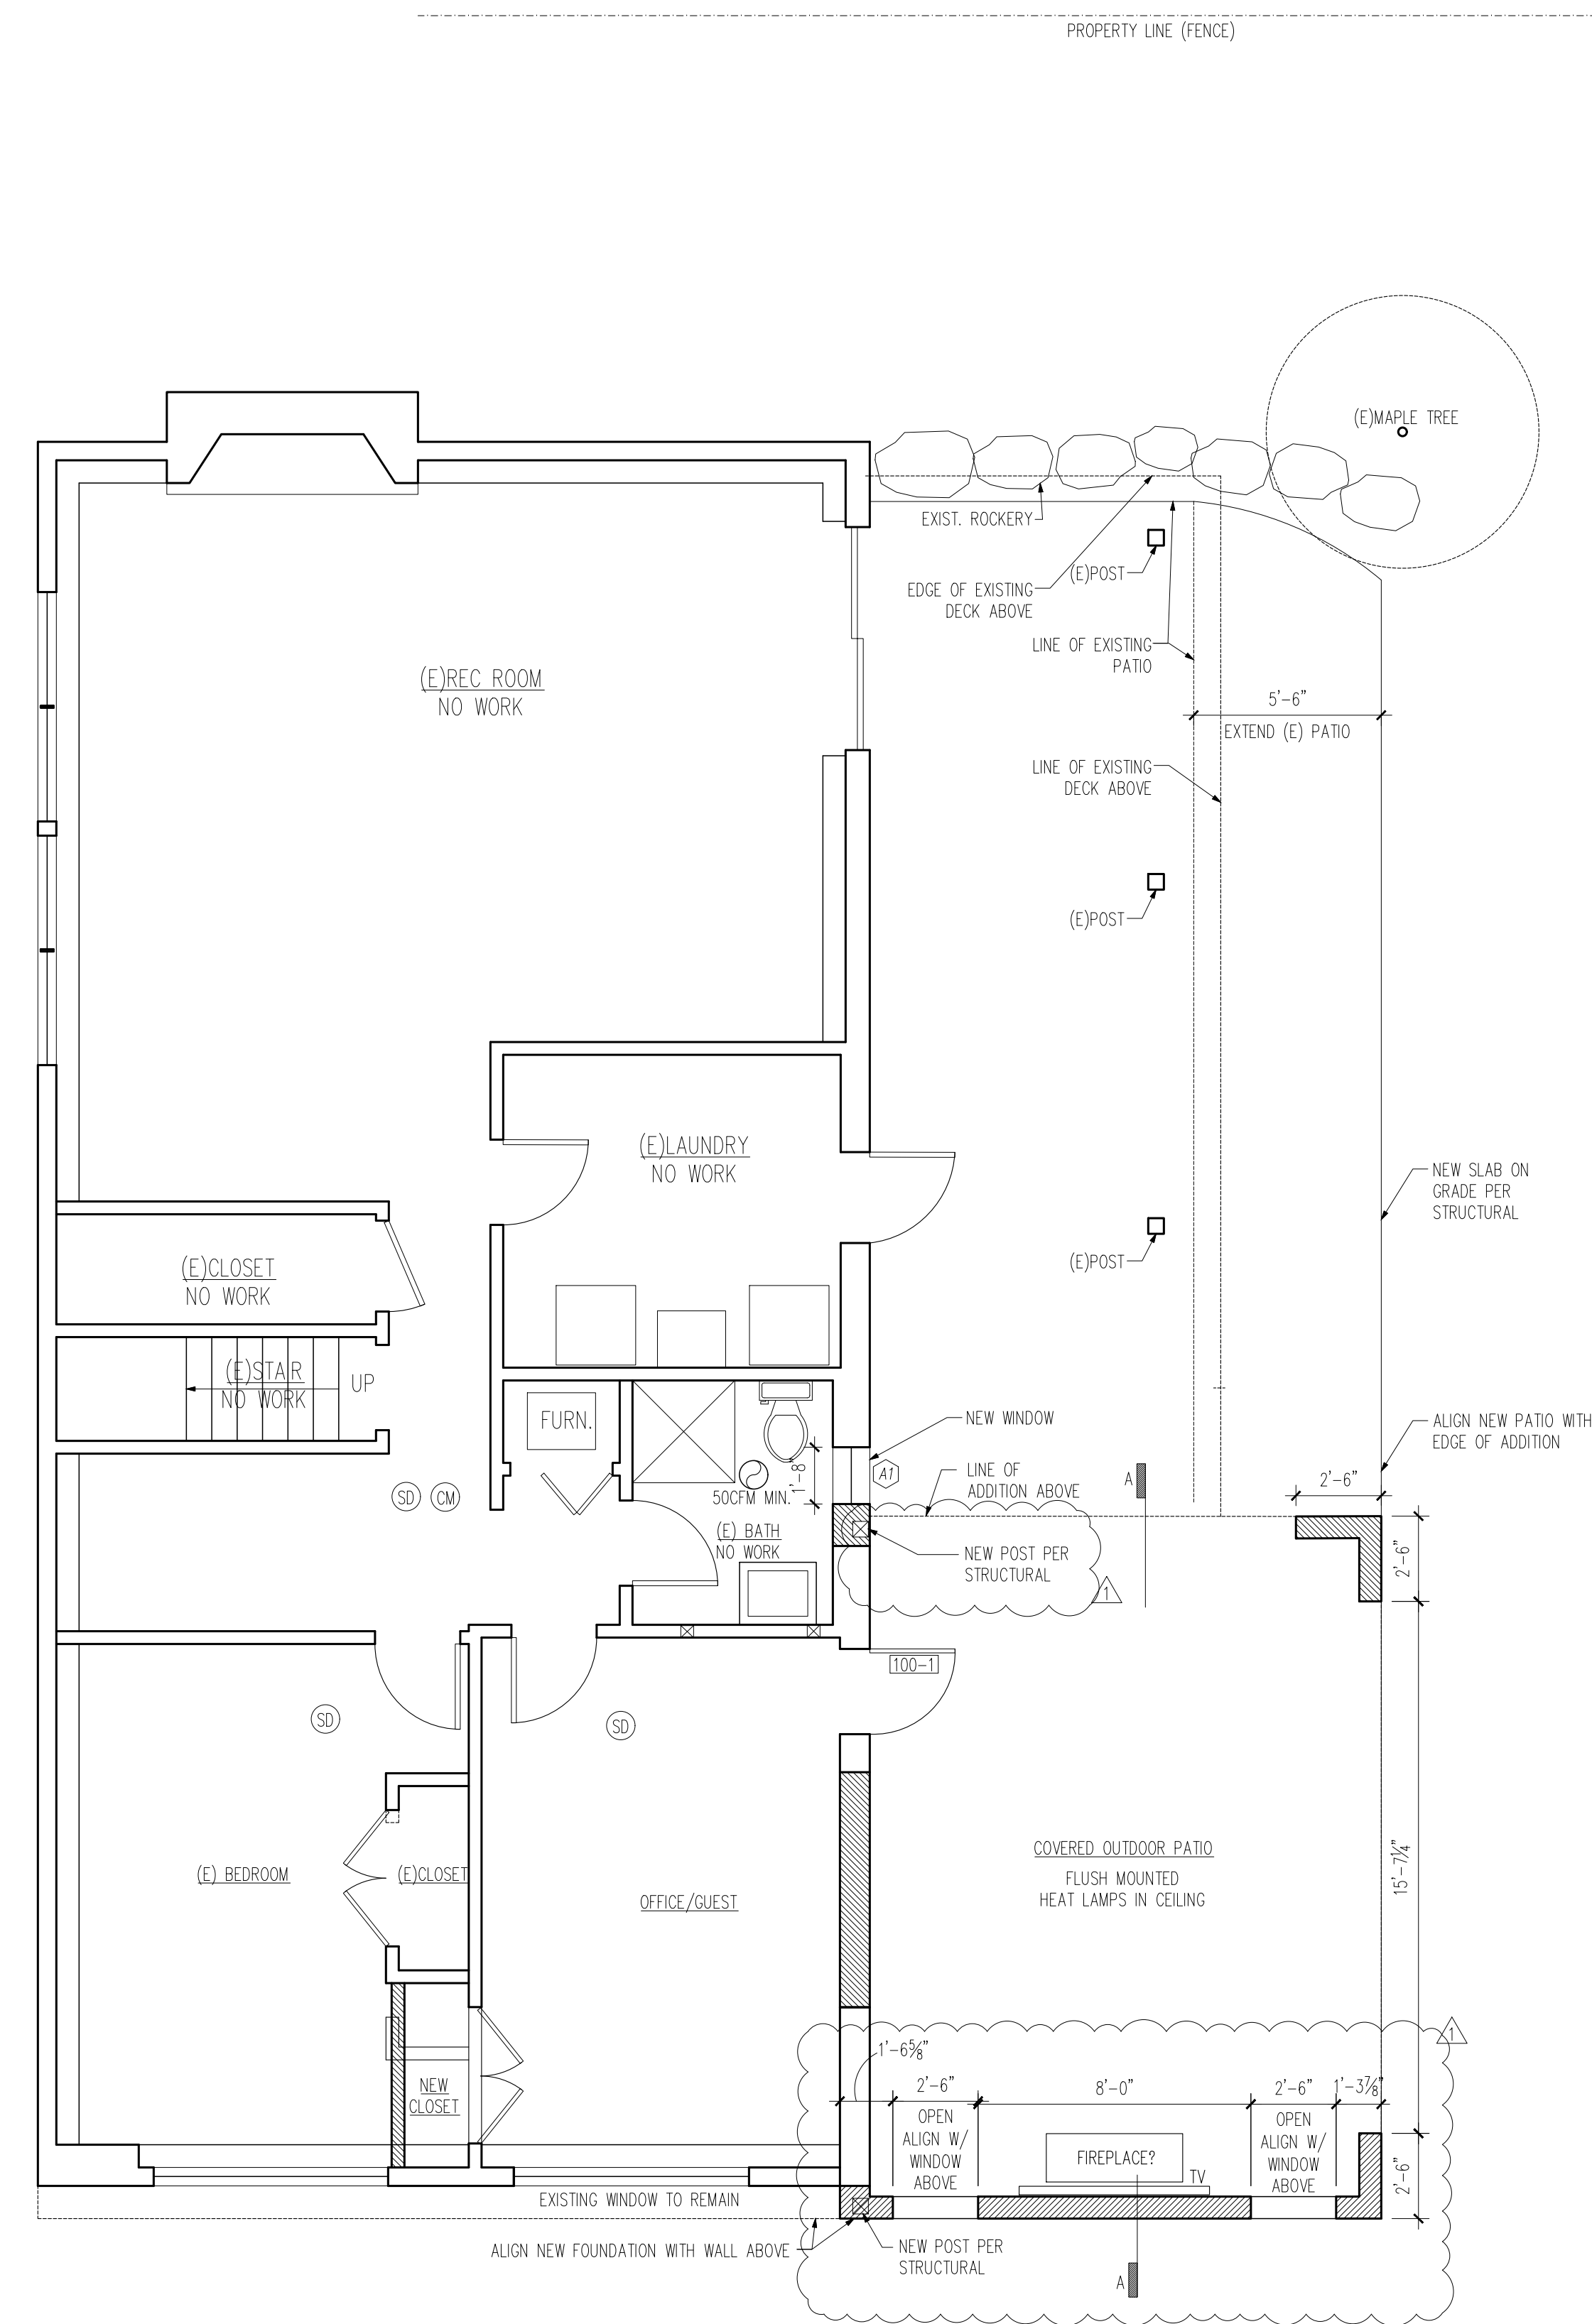 PROPERTY LINE (FENCE)
(E)MAPLE TREE
EXIST. ROCKERY
(E)POST
EDGE OF EXISTING
DECK ABOVE
LINE OF EXISTING
PATIO
(E)REC ROOM
NO WORK
5'-6"
EXTEND (E) PATIO
LINE OF EXISTING
DECK ABOVE
(E)POST
(E)LAUNDRY
NO WORK
NEW SLAB ON
GRADE PER
STRUCTURAL
(E)POST
(E)CLOSET
NO WORK
(E)STAIR
NO WORK
UP
FURN.
NEW WINDOW
ALIGN NEW PATIO WITH
EDGE OF ADDITION
A1
LINE OF
ADDITION ABOVE
A
2'-6"
SD
CM
50CFM MIN.
1'-8"
(E) BATH
NO WORK
NEW POST PER
STRUCTURAL
1
2'-6"
100-1
SD
SD
COVERED OUTDOOR PATIO
FLUSH MOUNTED
HEAT LAMPS IN CEILING
15'-7¼"
(E) BEDROOM
(E)CLOSET
OFFICE/GUEST
1
1'-6⅝"
2'-6"
8'-0"
2'-6"
1'-3⅞"
NEW
CLOSET
OPEN
ALIGN W/
WINDOW
ABOVE
FIREPLACE?
TV
OPEN
ALIGN W/
WINDOW
ABOVE
2'-6"
EXISTING WINDOW TO REMAIN
ALIGN NEW FOUNDATION WITH WALL ABOVE
NEW POST PER
STRUCTURAL
A